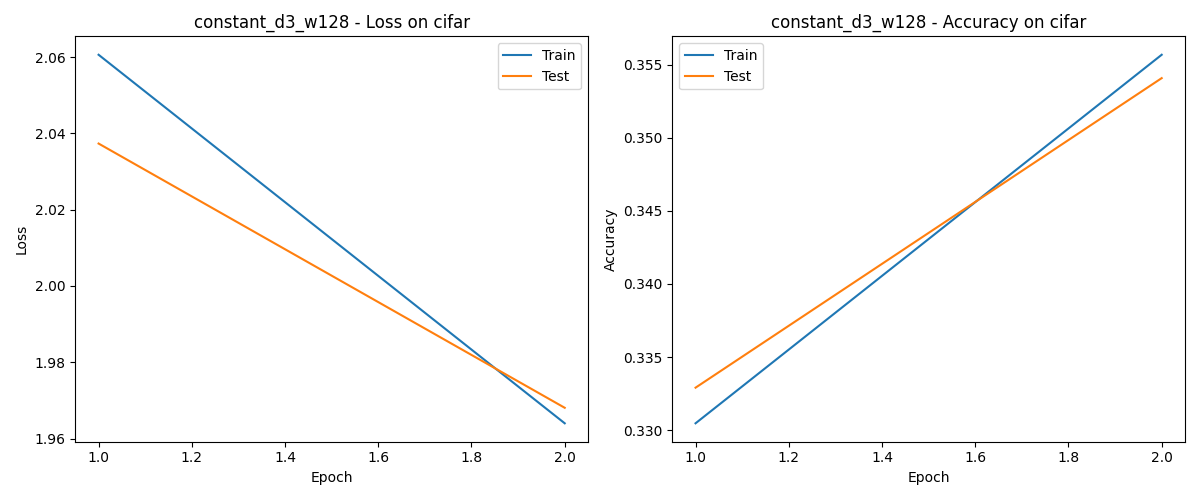 constant_d3_w128 - Loss on cifar
Train
Test
2.06
2.04
2.02
2.00
1.98
1.96
Loss
1.0
1.2
1.4
1.6
1.8
2.0
Epoch
constant_d3_w128 - Accuracy on cifar
Train
Test
0.355
0.350
0.345
0.340
0.335
0.330
Accuracy
1.0
1.2
1.4
1.6
1.8
2.0
Epoch